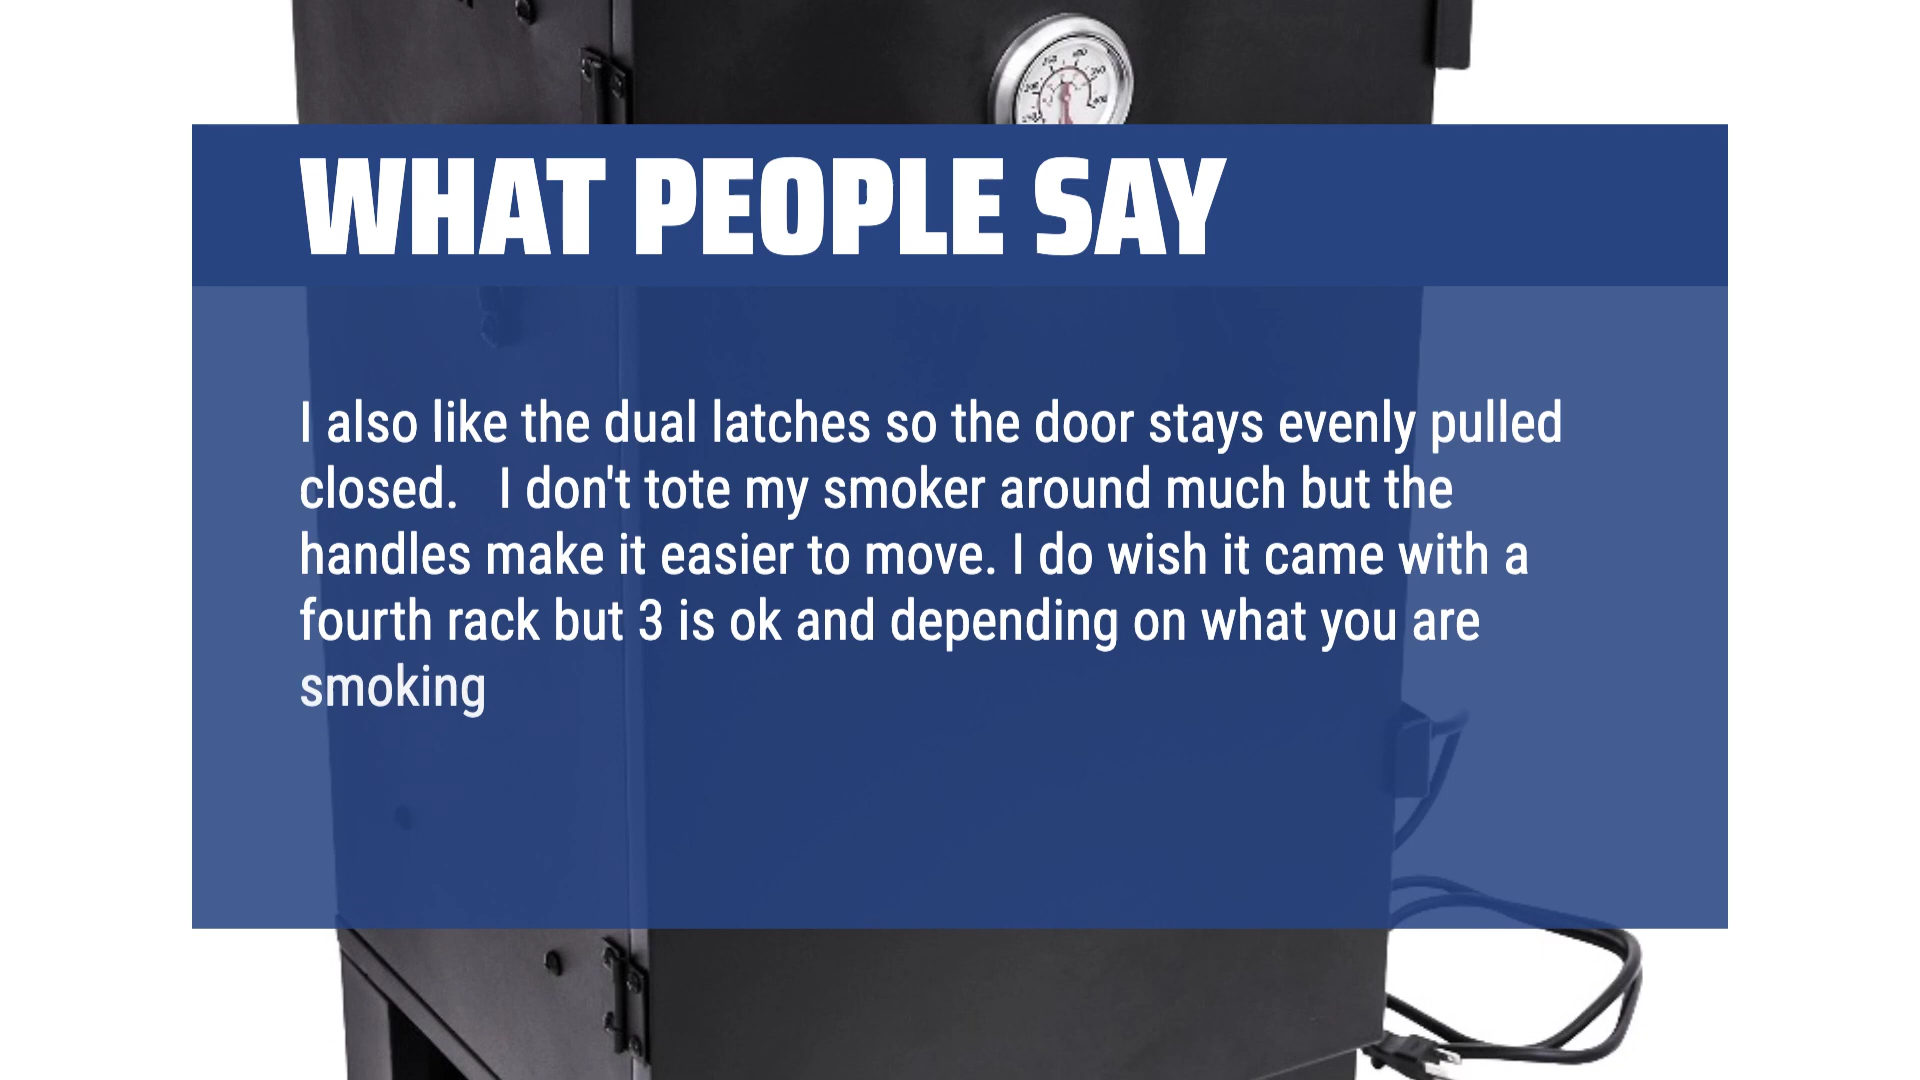 WHAT PEOPLE SAY
I also like the dual latches so the door stays evenly pulled
closed.   I don't tote my smoker around much but the
handles make it easier to move. I do wish it came with a
fourth rack but 3 is ok and depending on what you are
smoking